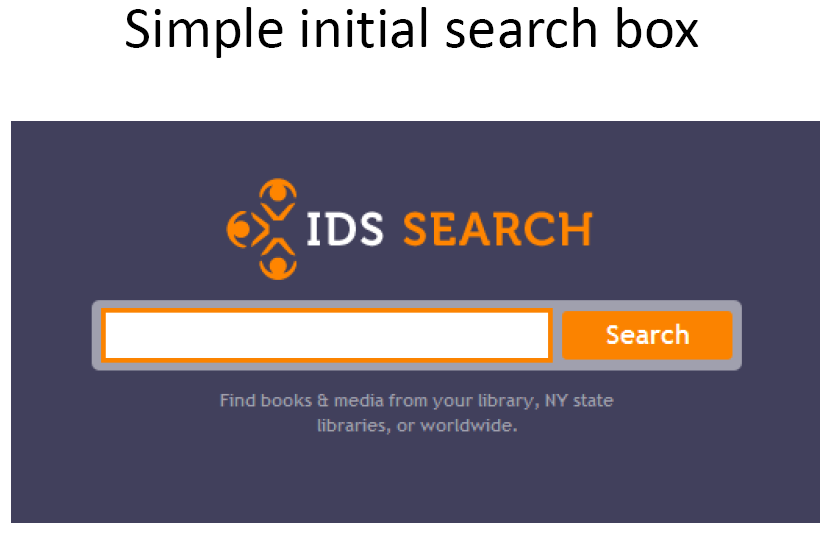 Simple initial search box
IDS SEARCH
Search
Find books & media from your library, NY state
libraries, or worldwide.